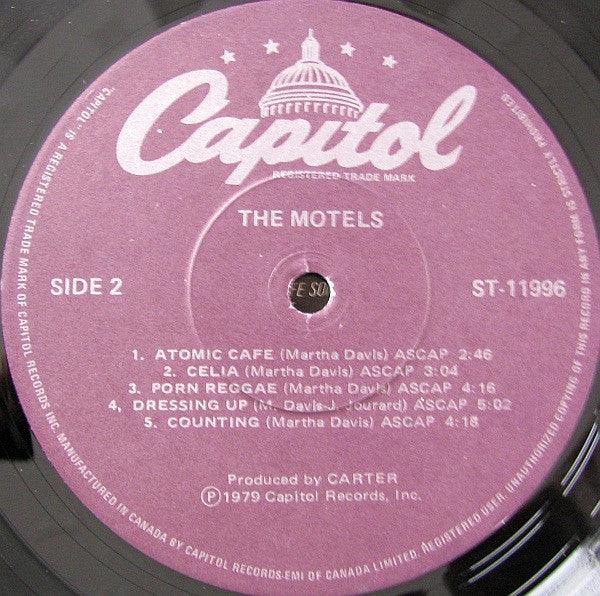 Capitol
REGISTERED TRADE MARK
THE MOTELS
SIDE 2
ST-11996
FE SO
1. ATOMIC CAFE (Martha Davis) ASCAP 2:46
2. CELIA (Martha Davis) ASCAP 3:04
3. PORN REGGAE (Martha Davis) ASCAP 4:16
4, DRESSING UP (M. Davis-J. Jourard) ASCAP 5:02
5. COUNTING (Martha Davis) ASCAP 4:18
Produced by CARTER
Ⓟ1979 Capitol Records, Inc.
"CAPITOL" IS A REGISTERED TRADE MARK OF CAPITOL RECORDS INC. MANUFACTURED IN CANADA BY CAPITOL RECORDS-EMI OF CANADA LIMITED. REGISTERED USER. UNAUTHORIZED COPYING OF THIS RECORD IN ANY FORM IS STRICTLY PROHIBITED